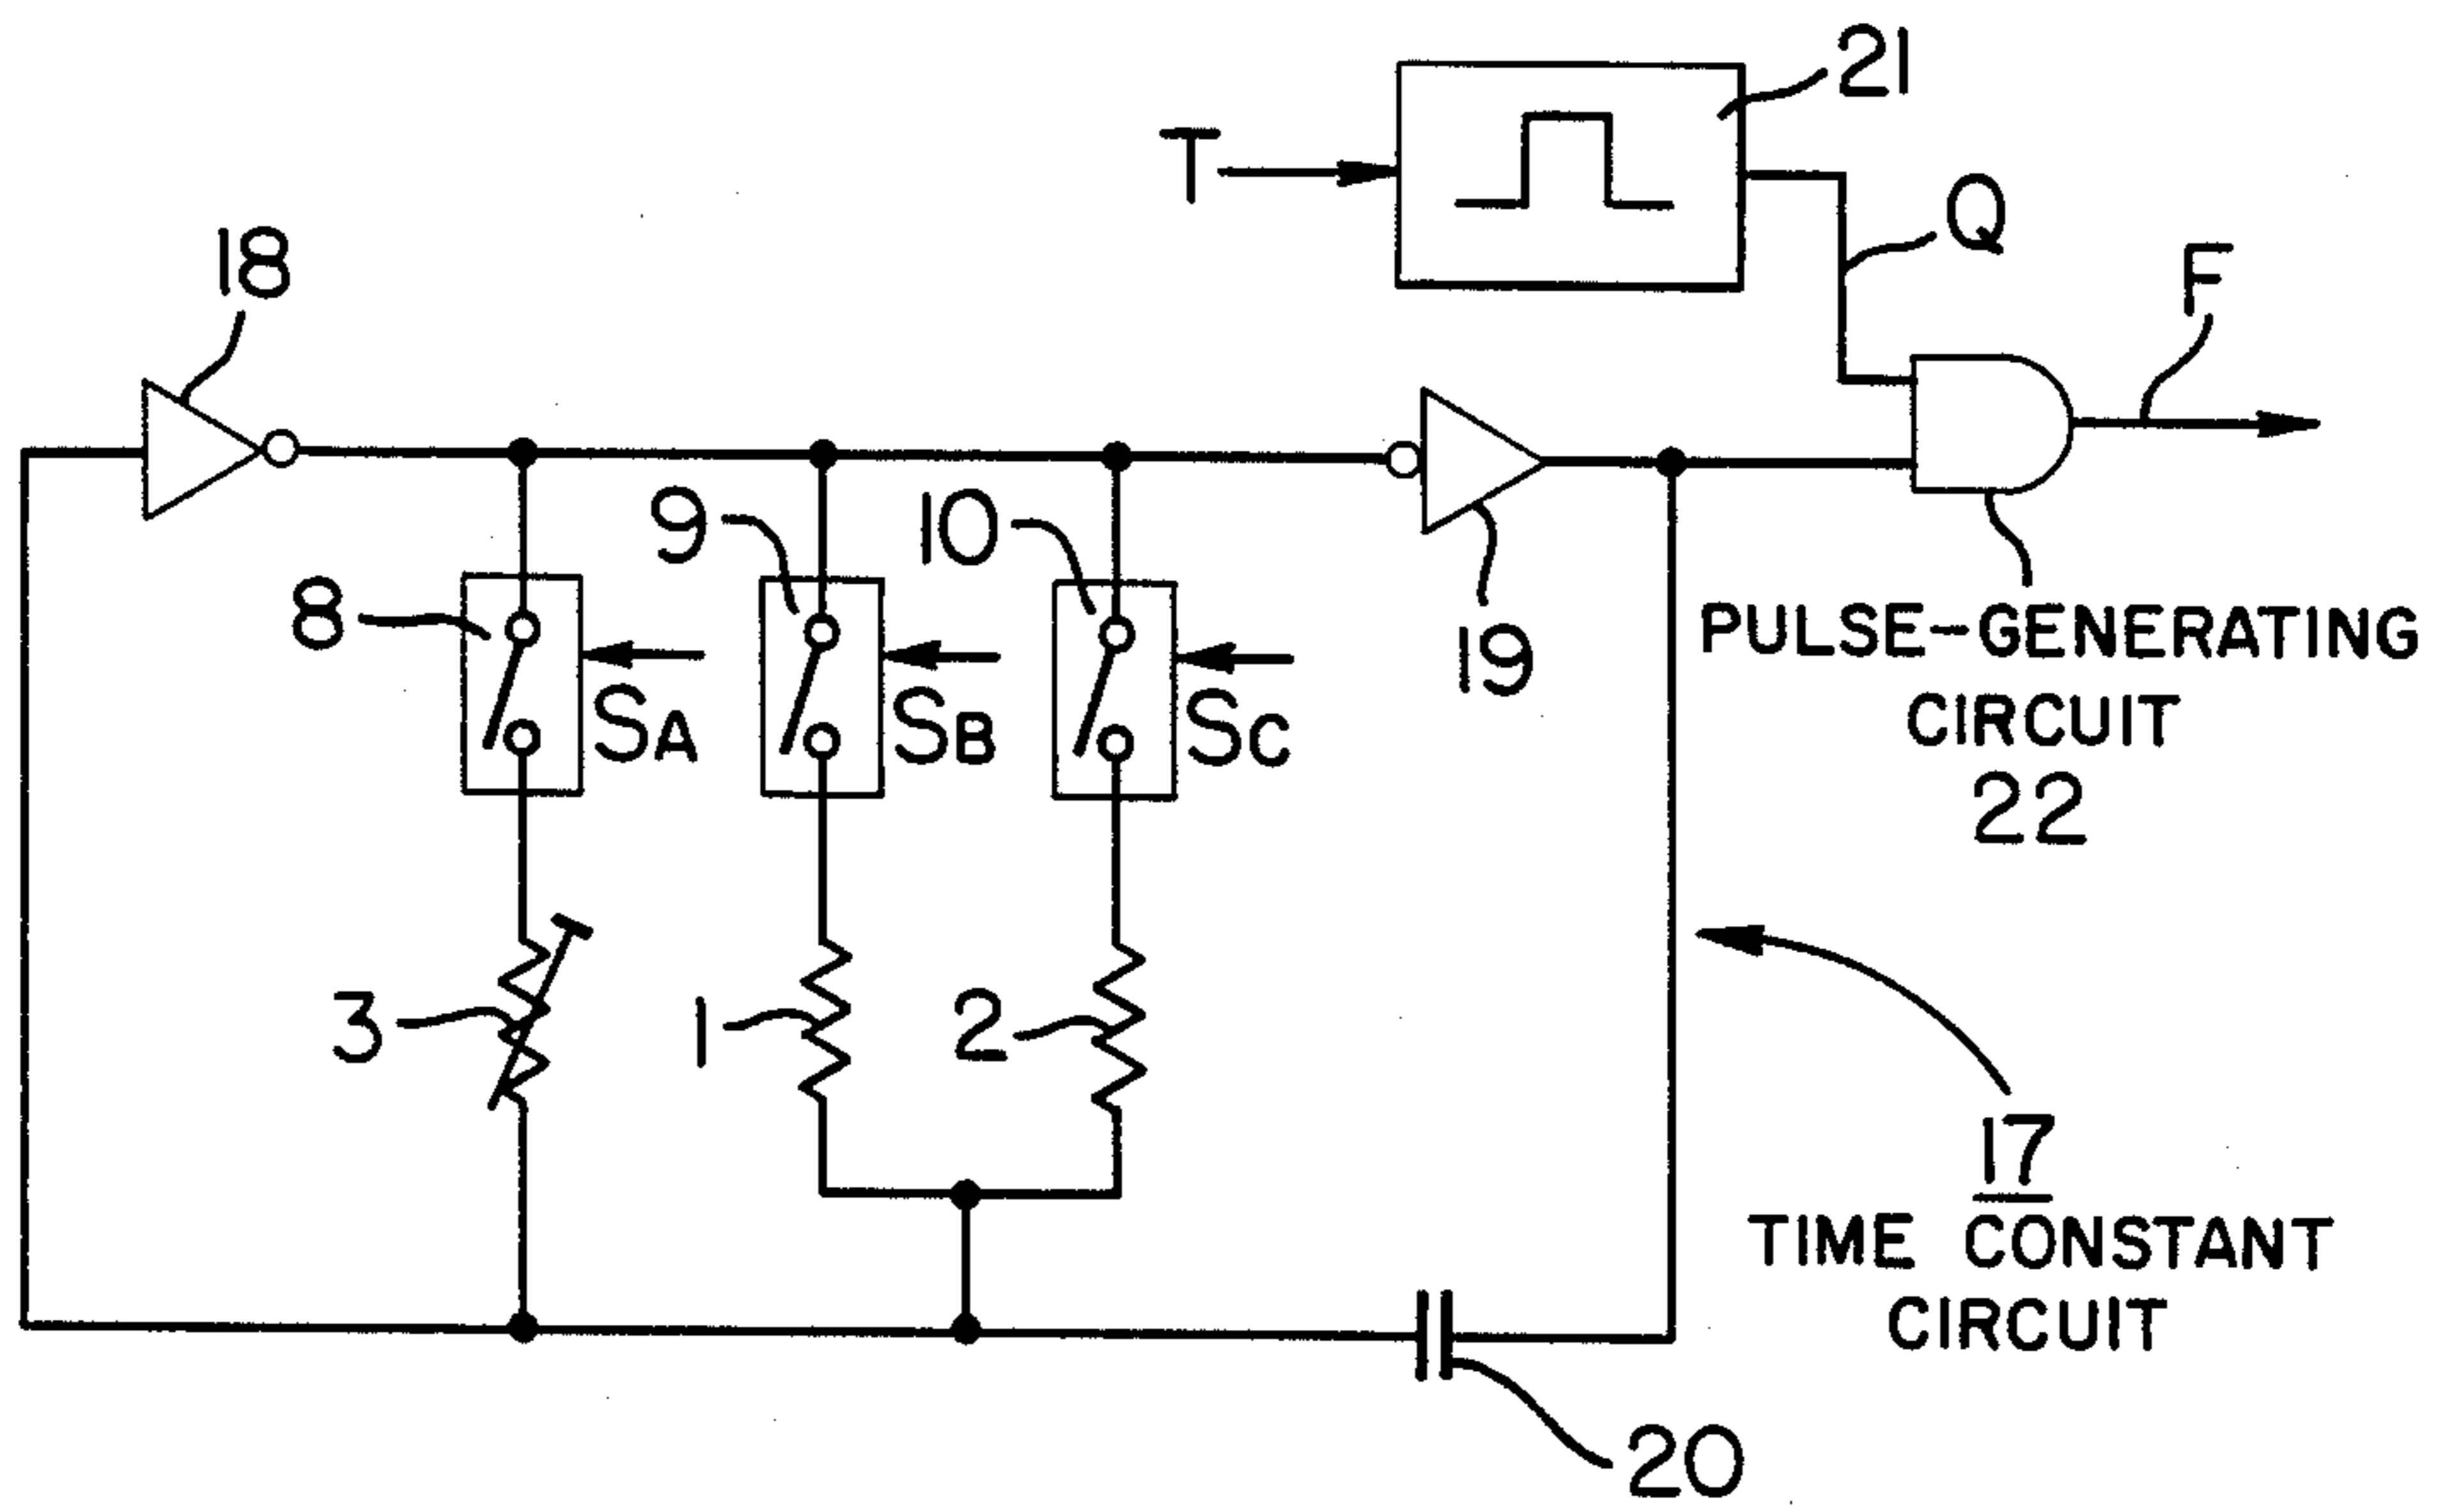 21
T
Q
F
18
9
10
8
SA
SB
SC
19
PULSE-GENERATING
CIRCUIT
22
3
1
2
17
TIME CONSTANT
CIRCUIT
20